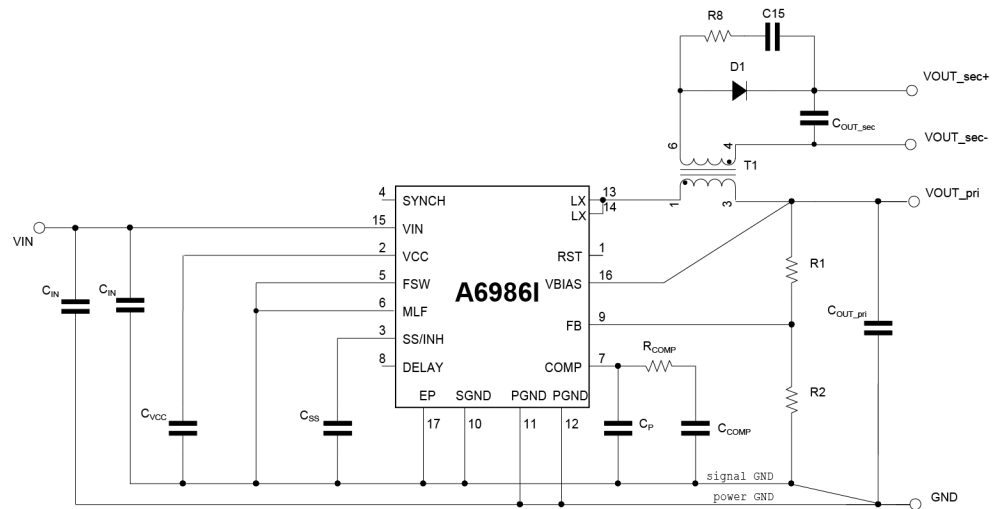 R8
C15
D1
VOUT_sec+
COUT_sec
VOUT_sec-
6
4
T1
1
3
VOUT_pri
4
SYNCH
LX
13
LX
14
15
VIN
VIN
2
VCC
RST
1
5
FSW
VBIAS
16
R1
CIN
CIN
A6986I
6
MLF
FB
9
COUT_pri
3
SS/INH
RCOMP
8
DELAY
COMP
7
R2
EP
SGND
PGND
PGND
CVCC
CSS
17
10
11
12
CP
CCOMP
signal GND
power GND
GND